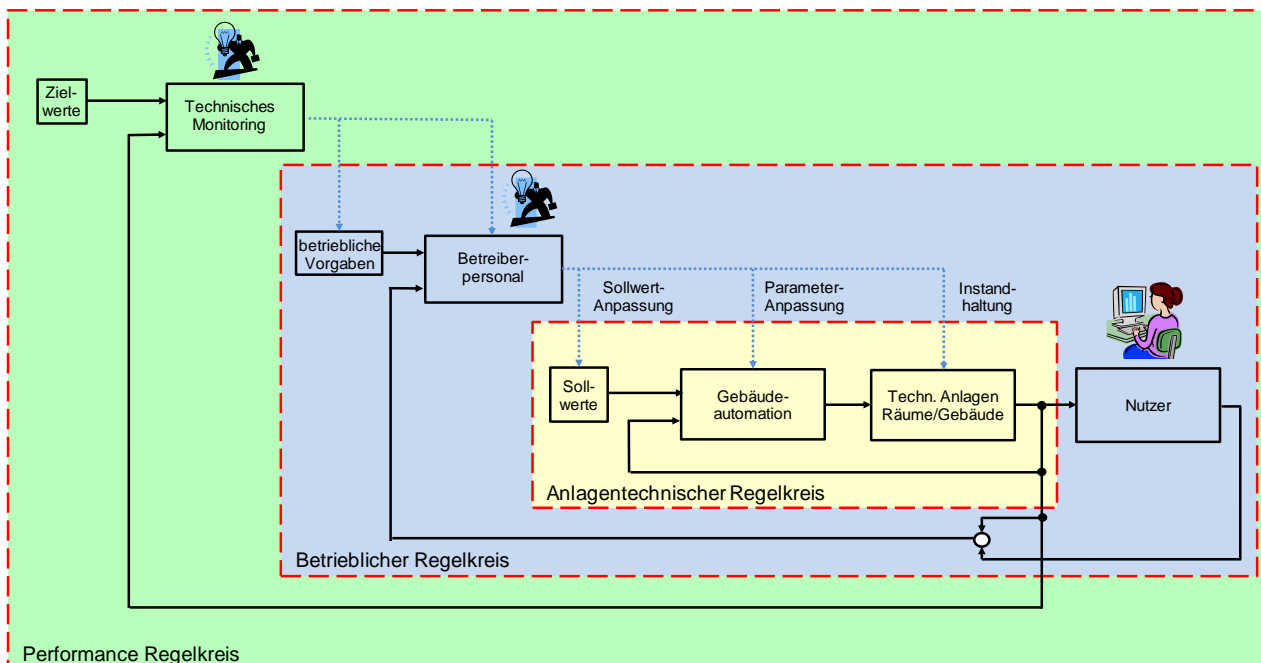 Ziel-
werte
Technisches
Monitoring
betriebliche
Vorgaben
Betreiber-
personal
Sollwert-
Anpassung
Parameter-
Anpassung
Instand-
haltung
Soll-
werte
Gebäude-
automation
Techn. Anlagen
Räume/Gebäude
Nutzer
Anlagentechnischer Regelkreis
Betrieblicher Regelkreis
Performance Regelkreis